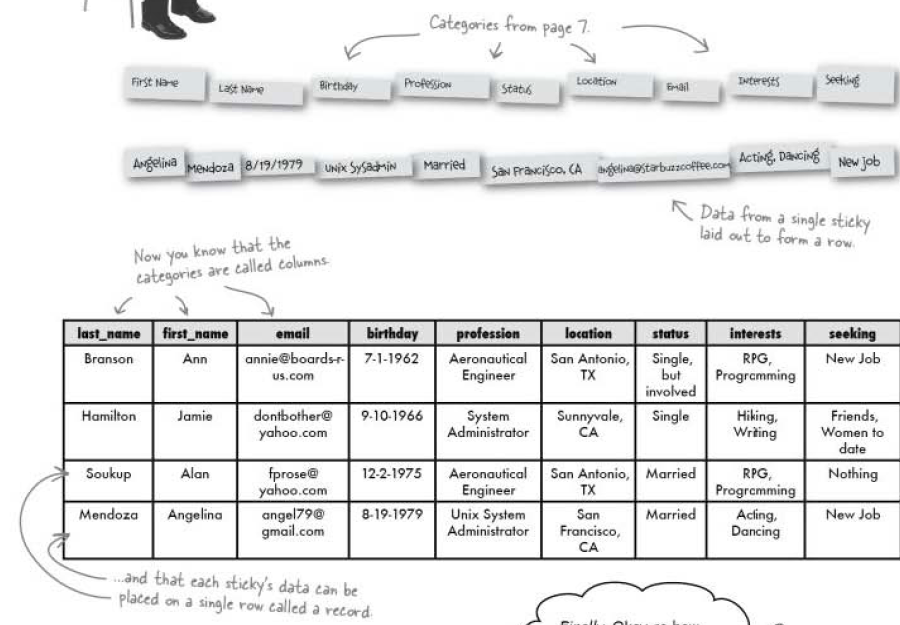 Categories from page 7.
First Name Last Name Birthday Profession Status Location Email Interests Seeking
Angelina Mendoza 8/19/1979 Unix Sysadmin Married San Francisco, CA angelina@starbuzzcoffee.com Acting, Dancing New job
Data from a single sticky
laid out to form a row.
Now you know that the
categories are called columns.
last_name first_name email birthday profession location status interests seeking
Branson Ann annie@boards-r- 7-1-1962 Aeronautical San Antonio, Single, RPG, New Job
us.com Engineer TX but Programming
involved
Hamilton Jamie dontbother@ 9-10-1966 System Sunnyvale, Single Hiking, Friends,
yahoo.com Administrator CA Writing Women to
date
Soukup Alan fprose@ 12-2-1975 Aeronautical San Antonio, Married RPG, Nothing
yahoo.com Engineer TX Programming
Mendoza Angelina angel79@ 8-19-1979 Unix System San Married Acting, New Job
gmail.com Administrator Francisco, Dancing
CA
...and that each sticky's data can be
placed on a single row called a record.
Finally. Okay, so how